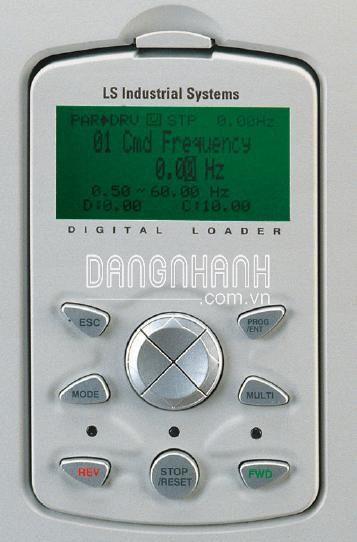 LS Industrial Systems
PAR▶DRV U STP 0.00Hz
01 Cmd Frequency
0.00 Hz
0.50 ~ 60.00 Hz
D:0.00 C:10.00
DIGITAL LOADER
DANGNHANH
.com.vn
ESC
PROG
/ENT
MODE
MULTI
REV
STOP
/RESET
FWD